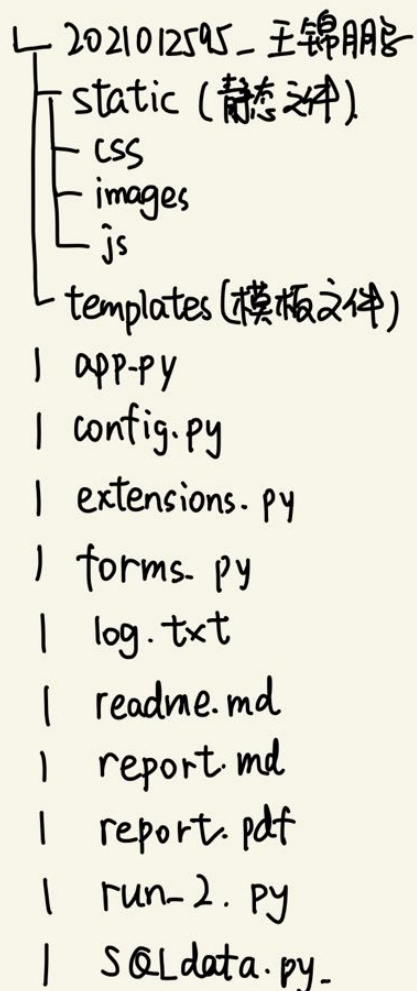 2021012595_王锦鹏
static (静态文件)
css
images
js
templates(模板文件)
app.py
config.py
extensions.py
forms.py
log.txt
readme.md
report.md
report.pdf
run_2.py
SQLdata.py